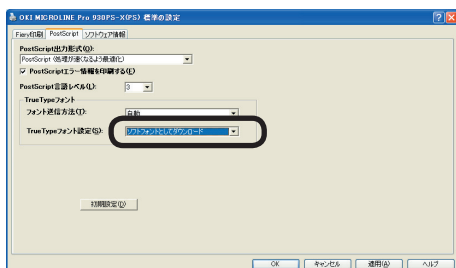 OKI MICROLINE Pro 930PS-X(PS) 標準の設定
Fiery印刷 PostScript ソフトウェア情報
PostScript出力形式(O):
PostScript (処理が速くなるよう最適化)
PostScriptエラー情報を印刷する(E)
PostScript言語レベル(L): 3
TrueTypeフォント
フォント送信方法(T): 自動
TrueTypeフォント設定(S): ソフトフォントとしてダウンロード
初期設定(D)
OK キャンセル 適用(A) ヘルプ